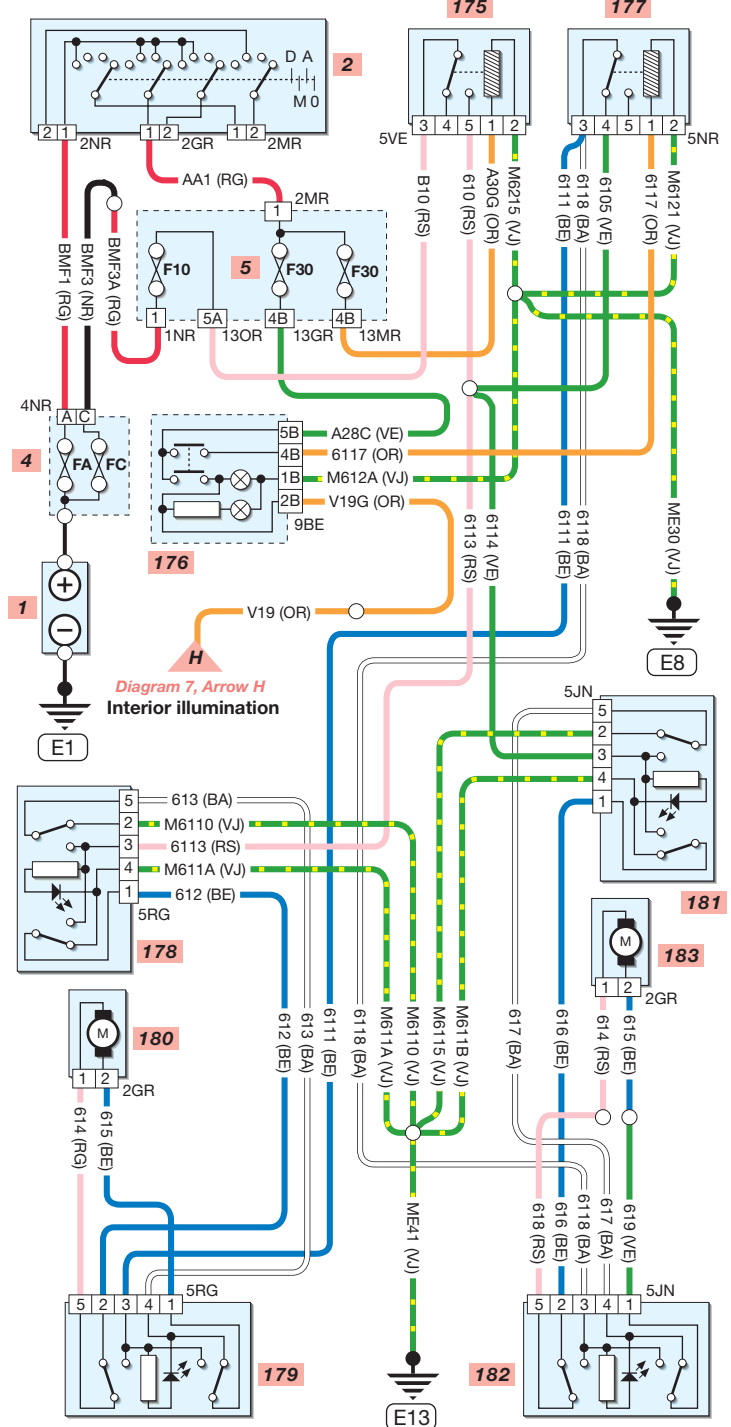 175
177
2
D A
M 0
2 1
2NR
1 2
2GR
1 2
2MR
5VE
3 4 5 1 2
3 4 5 1 2
5NR
AA1 (RG)
2MR
1
BMF1 (RG)
BMF3 (NR)
BMF3A (RG)
B10 (RS)
610 (RS)
A30G (OR)
M6215 (VJ)
6111 (BE)
6118 (BA)
6105 (VE)
6117 (OR)
M6121 (VJ)
F10
5
F30
F30
1
1NR
5A
13OR
4B
13GR
4B
13MR
4NR
A C
4
FA
FC
5B
A28C (VE)
4B
6117 (OR)
1B
M612A (VJ)
2B
V19G (OR)
9BE
176
6113 (RS)
6114 (VE)
6111 (BE)
6118 (BA)
ME30 (VJ)
1
+
−
V19 (OR)
H
Diagram 7, Arrow H
Interior illumination
E1
E8
5JN
5
2
3
4
1
181
5
613 (BA)
2
M6110 (VJ)
3
6113 (RS)
4
M611A (VJ)
1
612 (BE)
5RG
178
M
183
1 2
2GR
M
180
1 2
2GR
614 (RG)
615 (BE)
612 (BE)
613 (BA)
6111 (BE)
6118 (BA)
M611A (VJ)
M6110 (VJ)
M6115 (VJ)
M611B (VJ)
617 (BA)
616 (BE)
614 (RS)
615 (BE)
ME41 (VJ)
618 (RS)
616 (BE)
6118 (BA)
617 (BA)
619 (VE)
5RG
5 2 3 4 1
179
5JN
5 2 3 4 1
182
E13